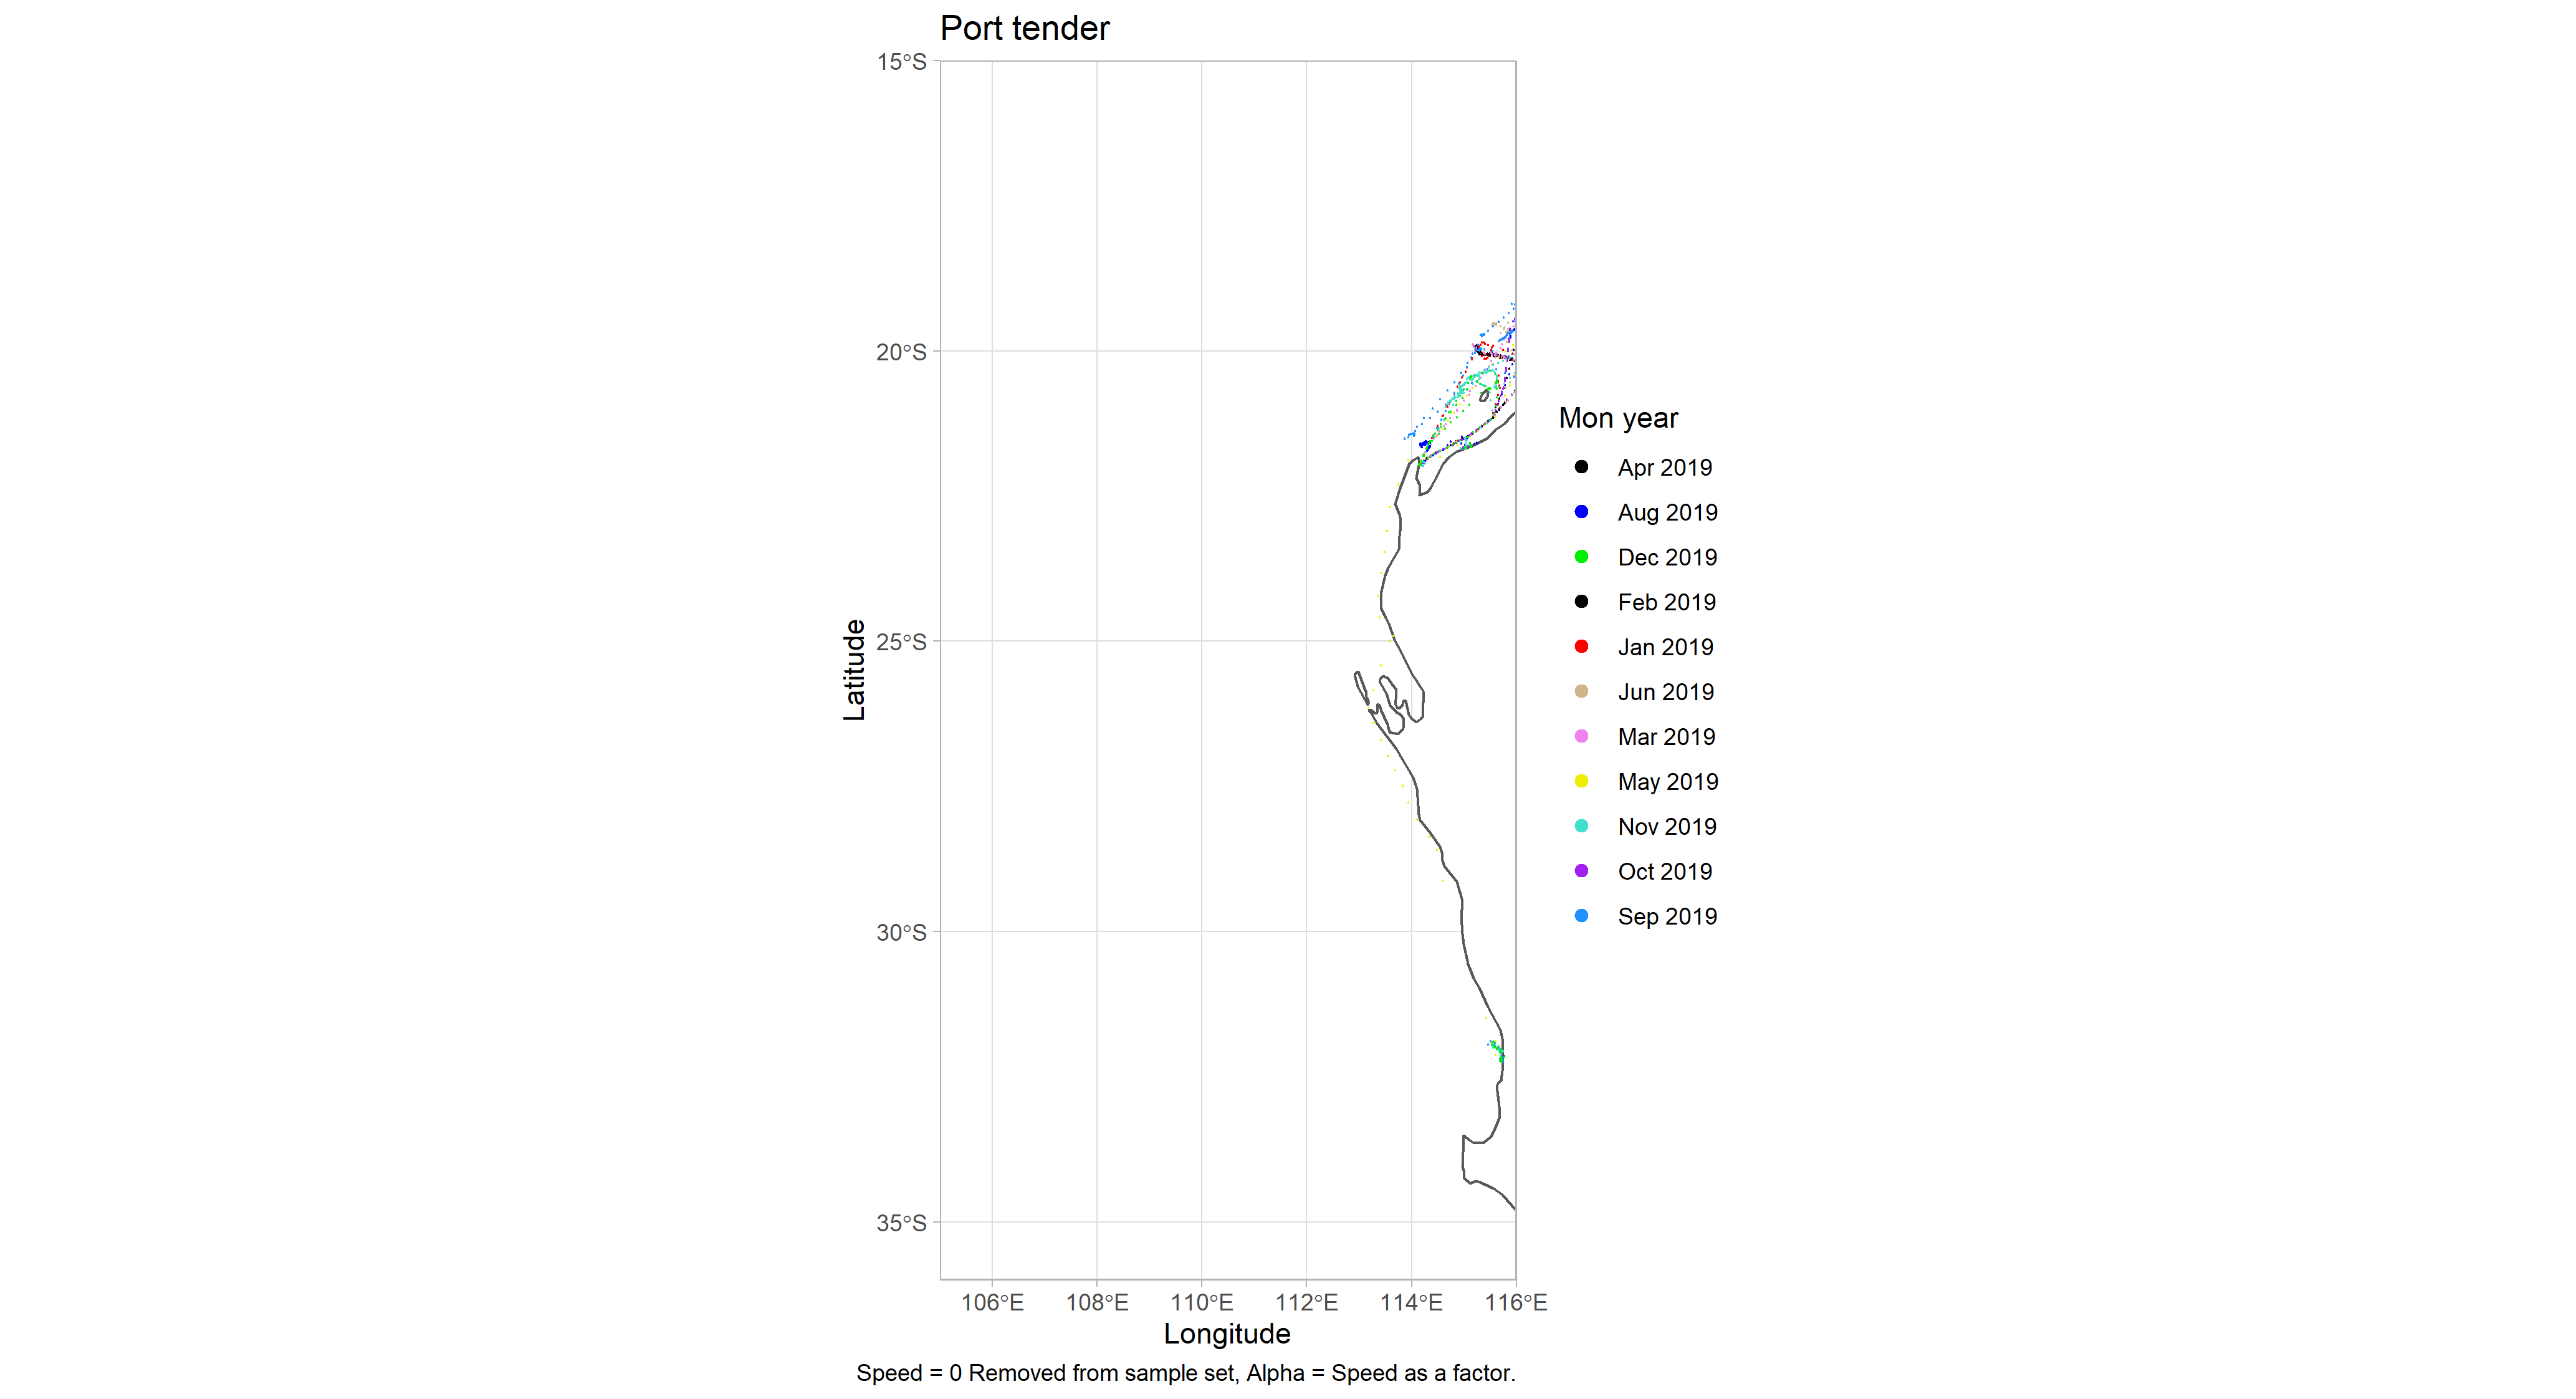 Port tender
15°S
20°S
25°S
30°S
35°S
Latitude
106°E 108°E 110°E 112°E 114°E 116°E
Longitude
Speed = 0 Removed from sample set, Alpha = Speed as a factor.
Mon year
Apr 2019
Aug 2019
Dec 2019
Feb 2019
Jan 2019
Jun 2019
Mar 2019
May 2019
Nov 2019
Oct 2019
Sep 2019